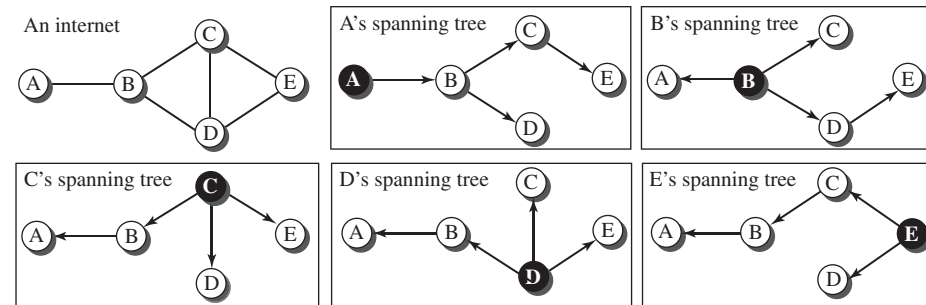 An internet
A
B
C
D
E
A's spanning tree
A
B
C
D
E
B's spanning tree
A
B
C
D
E
C's spanning tree
A
B
C
D
E
D's spanning tree
A
B
C
D
E
E's spanning tree
A
B
C
D
E